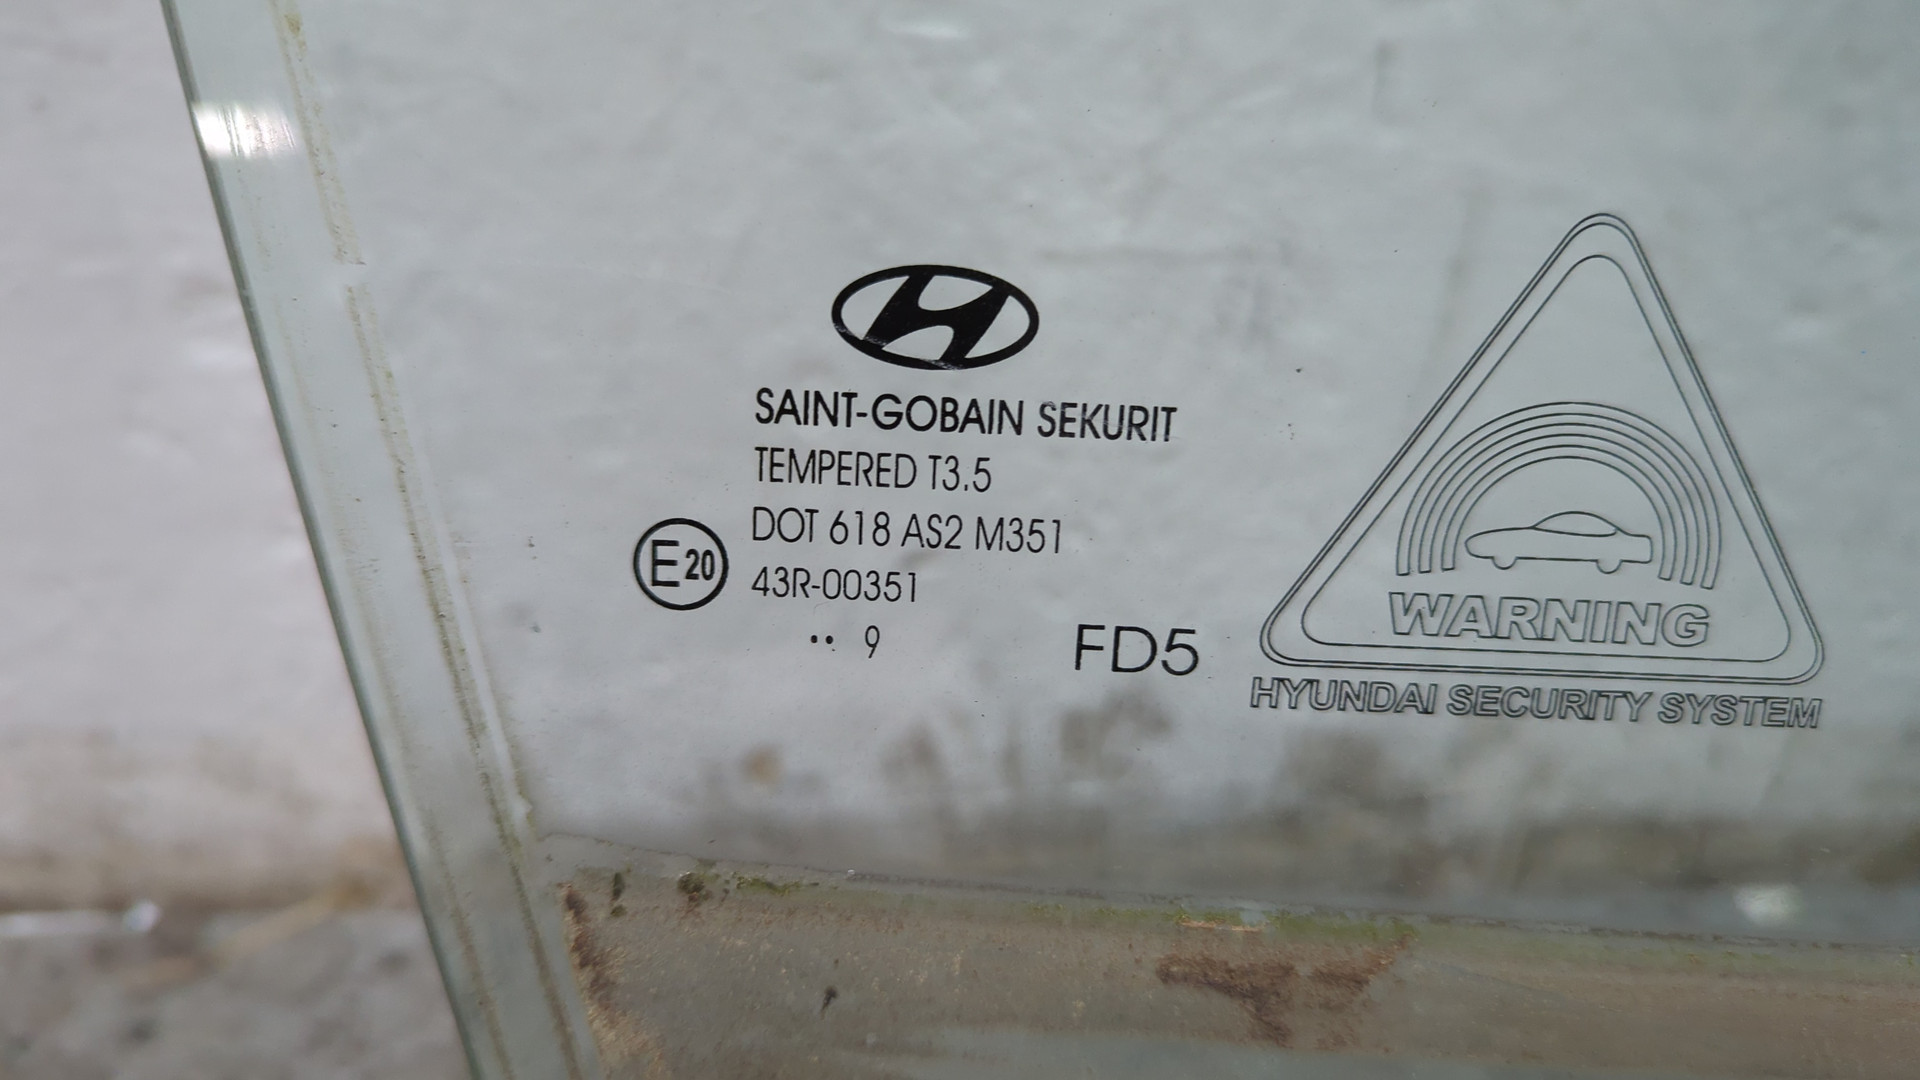 SAINT-GOBAIN SEKURIT
TEMPERED T3.5
DOT 618 AS2 M351
E20 43R-00351
.. 9
FD5
WARNING
HYUNDAI SECURITY SYSTEM